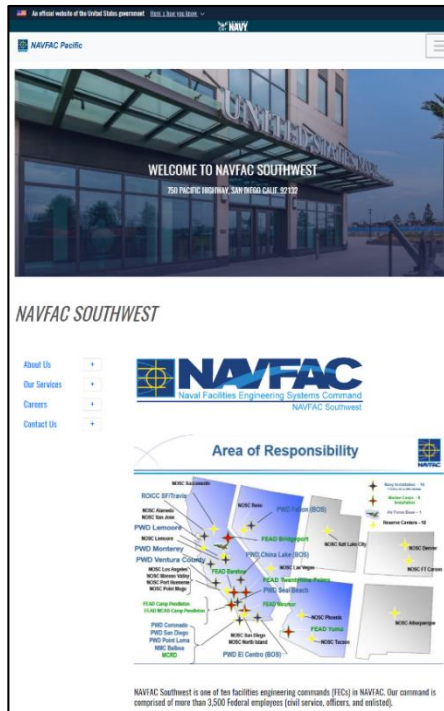 An official website of the United States government Here's how you know
NAVY
NAVFAC Pacific
UNITED STATES NAVY
WELCOME TO NAVFAC SOUTHWEST
750 PACIFIC HIGHWAY, SAN DIEGO CALIF. 92132
NAVFAC SOUTHWEST
About Us +
Our Services +
Careers +
Contact Us +
NAVFAC
Naval Facilities Engineering Systems Command
NAVFAC Southwest
Area of Responsibility
NAVFAC
NOSC Sacramento
ROICC SF/Travis
NOSC Alameda
NOSC San Jose
PWD Lemoore
NOSC Lemoore
PWD Monterey
PWD Ventura County
NOSC Los Angeles
NOSC Moreno Valley
NOSC Port Hueneme
NOSC Point Mugu
FEAD Camp Pendleton
FEAD MCAS Camp Pendleton
PWD Coronado
PWD San Diego
PWD Point Loma
NMC Balboa
MCRD
NOSC Reno
PWD Fallon (BOS)
FEAD Bridgeport
PWD China Lake (BOS)
NOSC Las Vegas
FEAD Barstow
FEAD Twentynine Palms
PWD Seal Beach
FEAD Miramar
NOSC San Diego
NOSC North Island
PWD El Centro (BOS)
NOSC Phoenix
FEAD Yuma
NOSC Tucson
NOSC Salt Lake City
NOSC Denver
NOSC FT Carson
NOSC Albuquerque
Air Force Base - 1
Reserve Centers - 18
NAVFAC Southwest is one of ten facilities engineering commands (FECs) in NAVFAC. Our command is
comprised of more than 3,500 Federal employees (civil service, officers, and enlisted).